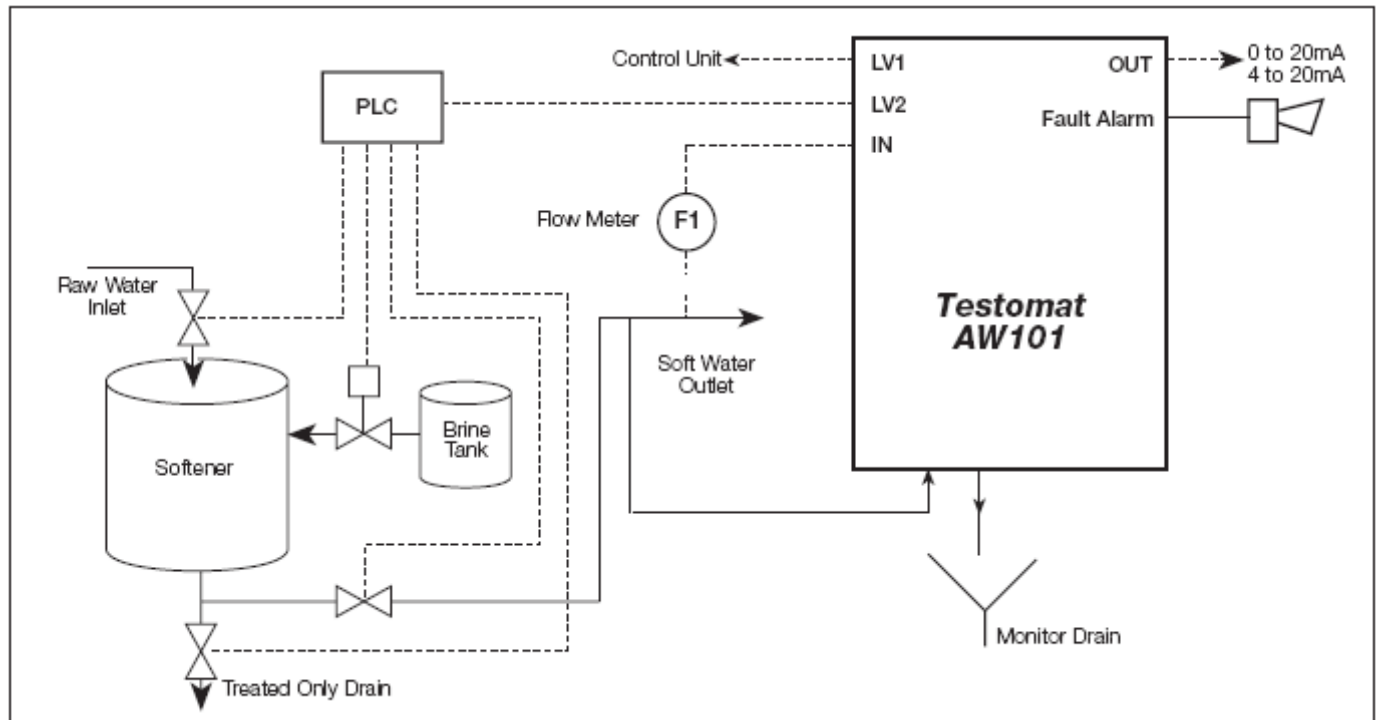 Control Unit
LV1
OUT
0 to 20mA
4 to 20mA
PLC
LV2
Fault Alarm
IN
Flow Meter
F1
Raw Water
Inlet
Testomat
AW101
Soft Water
Outlet
Brine
Tank
Softener
Monitor Drain
Treated Only Drain